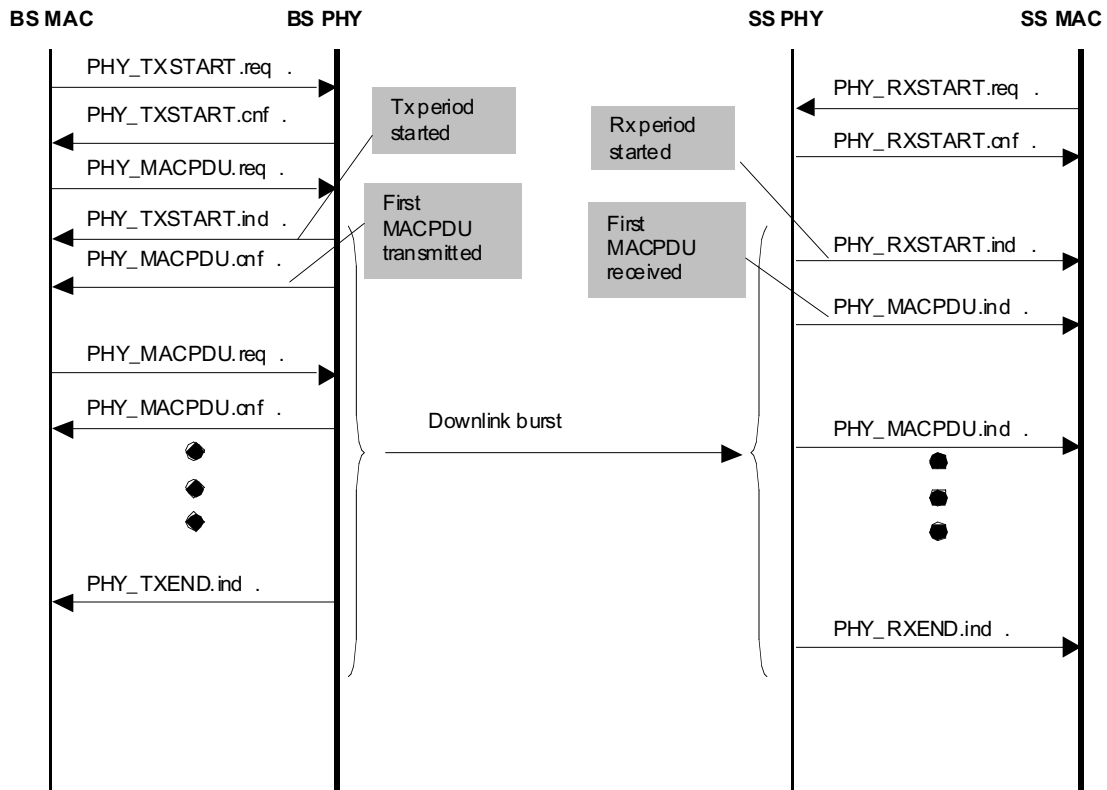 BS MAC
BS PHY
SS PHY
SS MAC
PHY_TXSTART.req .
PHY_TXSTART.cnf .
PHY_MACPDU.req .
PHY_TXSTART.ind .
PHY_MACPDU.cnf .
PHY_MACPDU.req .
PHY_MACPDU.cnf .
PHY_TXEND.ind .
Tx period
started
First
MACPDU
transmitted
Downlink burst
Rx period
started
First
MACPDU
received
PHY_RXSTART.req .
PHY_RXSTART.cnf .
PHY_RXSTART.ind .
PHY_MACPDU.ind .
PHY_MACPDU.ind .
PHY_RXEND.ind .